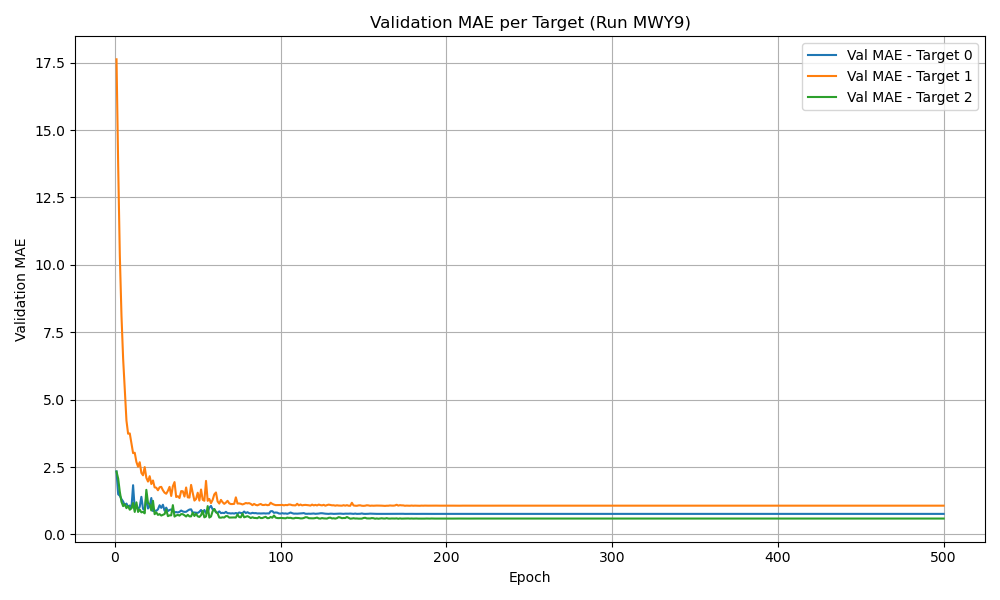 Validation MAE per Target (Run MWY9)
Val MAE - Target 0
Val MAE - Target 1
Val MAE - Target 2
Validation MAE
17.5
15.0
12.5
10.0
7.5
5.0
2.5
0.0
0 100 200 300 400 500
Epoch